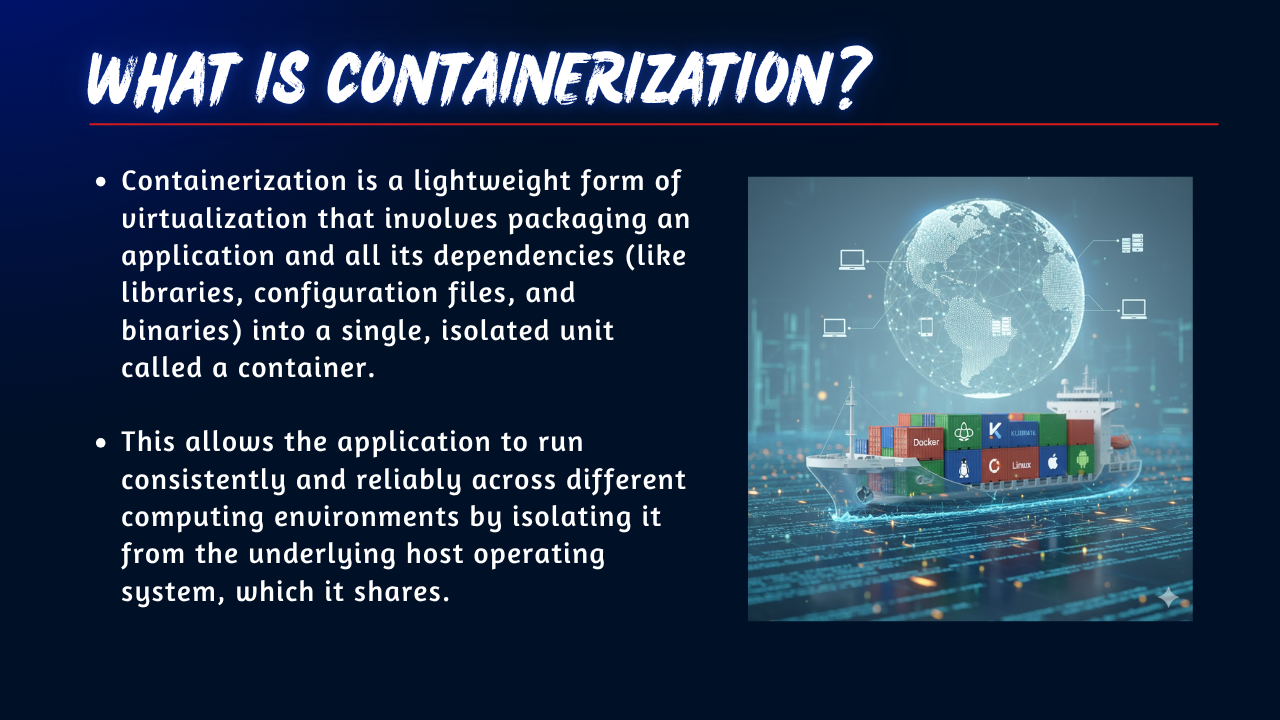 WHAT IS CONTAINERIZATION?
• Containerization is a lightweight form of
virtualization that involves packaging an
application and all its dependencies (like
libraries, configuration files, and
binaries) into a single, isolated unit
called a container.
• This allows the application to run
consistently and reliably across different
computing environments by isolating it
from the underlying host operating
system, which it shares.
Docker
K
Linux